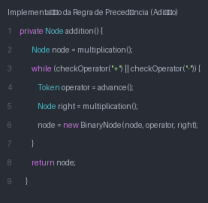 Implementação da Regra de Precedência (Adição)
1 private Node addition() {
2 Node node = multiplication();
3 while (checkOperator("+") || checkOperator("-")) {
4 Token operator = advance();
5 Node right = multiplication();
6 node = new BinaryNode(node, operator, right);
7 }
8 return node;
9 }